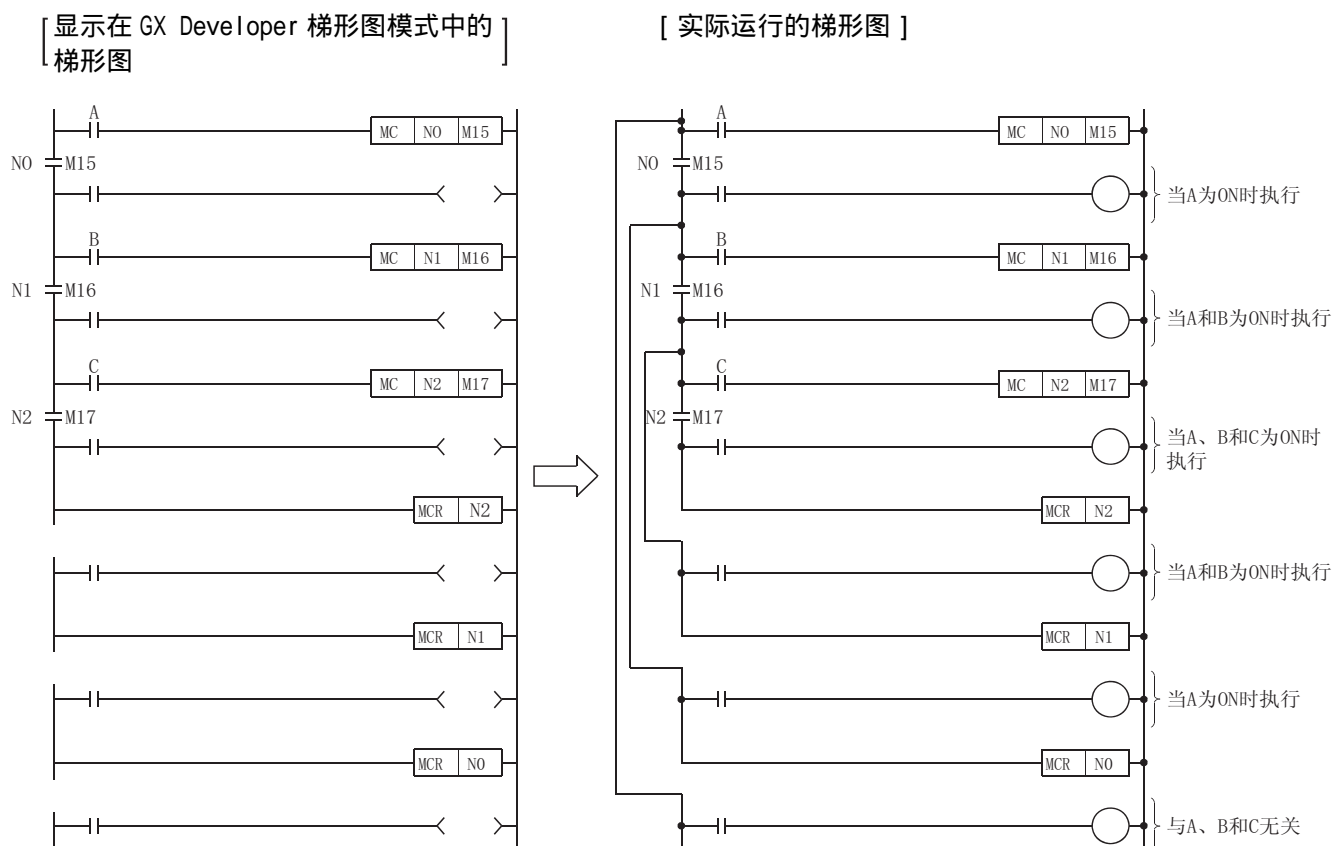 [显示在 GX Developer 梯形图模式中的
梯形图]
[实际运行的梯形图]
A
MC N0 M15
N0 M15
B
MC N1 M16
N1 M16
C
MC N2 M17
N2 M17
MCR N2
MCR N1
MCR N0
A
MC N0 M15
N0 M15
当A为ON时执行
B
MC N1 M16
N1 M16
当A和B为ON时执行
C
MC N2 M17
N2 M17
当A、B和C为ON时
执行
MCR N2
当A和B为ON时执行
MCR N1
当A为ON时执行
MCR N0
与A、B和C无关